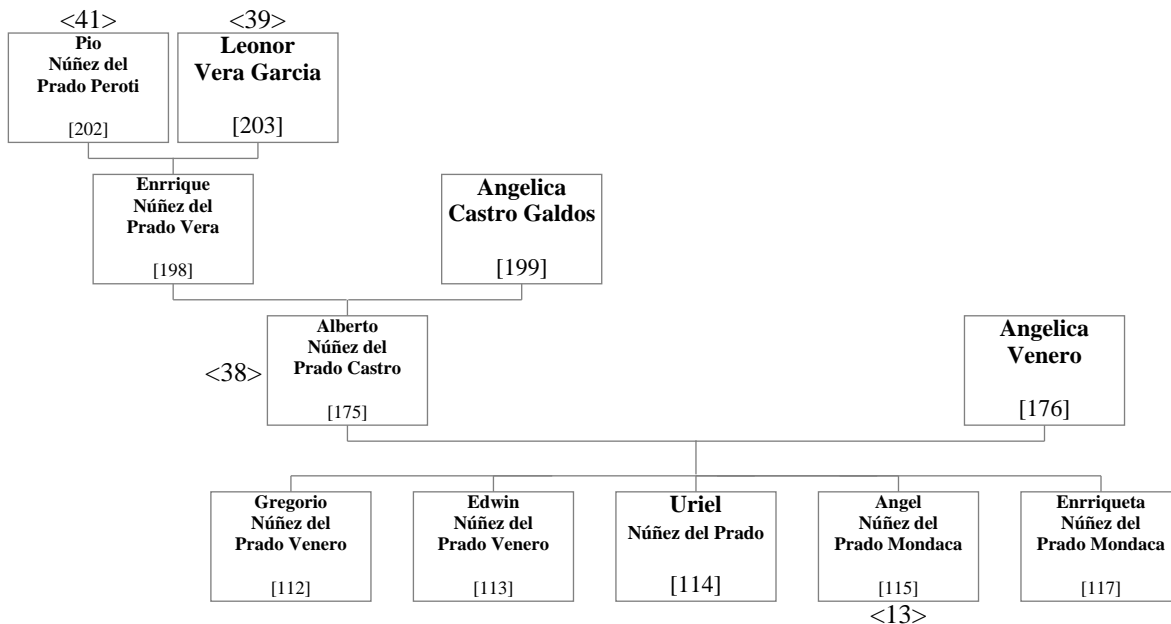 <41>
<39>
Pio
Núñez del
Prado Peroti
[202]
Leonor
Vera Garcia
[203]
Enrrique
Núñez del
Prado Vera
[198]
Angelica
Castro Galdos
[199]
Alberto
Núñez del
Prado Castro
[175]
<38>
Angelica
Venero
[176]
Gregorio
Núñez del
Prado Venero
[112]
Edwin
Núñez del
Prado Venero
[113]
Uriel
Núñez del Prado
[114]
Angel
Núñez del
Prado Mondaca
[115]
<13>
Enrriqueta
Núñez del
Prado Mondaca
[117]